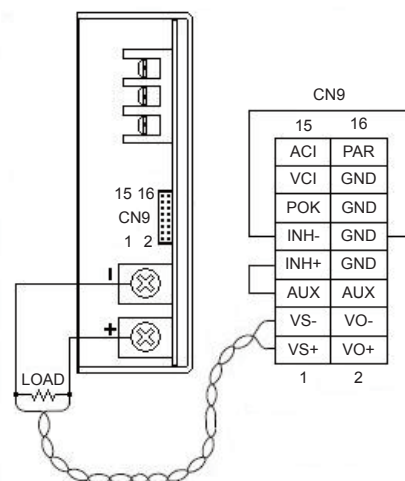 CN9
15 16
ACI PAR
VCI GND
POK GND
INH- GND
INH+ GND
AUX AUX
VS- VO-
VS+ VO+
1 2
15 16
CN9
1 2
-
+
LOAD